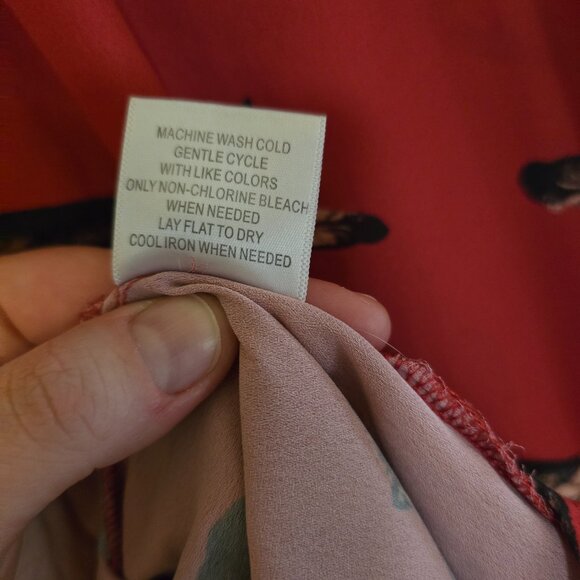 MACHINE WASH COLD
GENTLE CYCLE
WITH LIKE COLORS
ONLY NON-CHLORINE BLEACH
WHEN NEEDED
LAY FLAT TO DRY
COOL IRON WHEN NEEDED